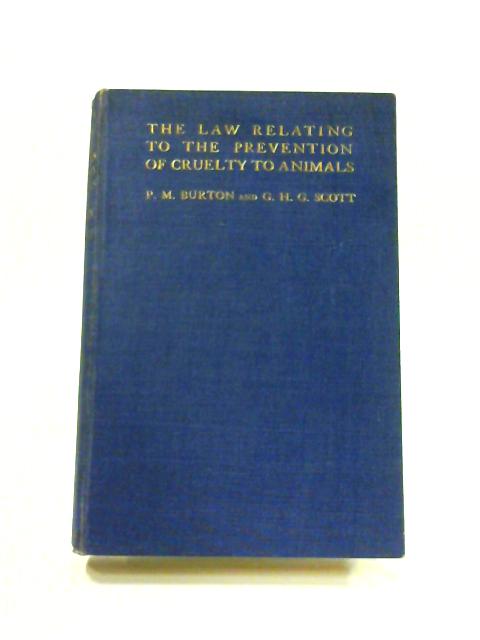 THE LAW RELATING
TO THE PREVENTION
OF CRUELTY TO ANIMALS
P. M. BURTON AND G. H. G. SCOTT